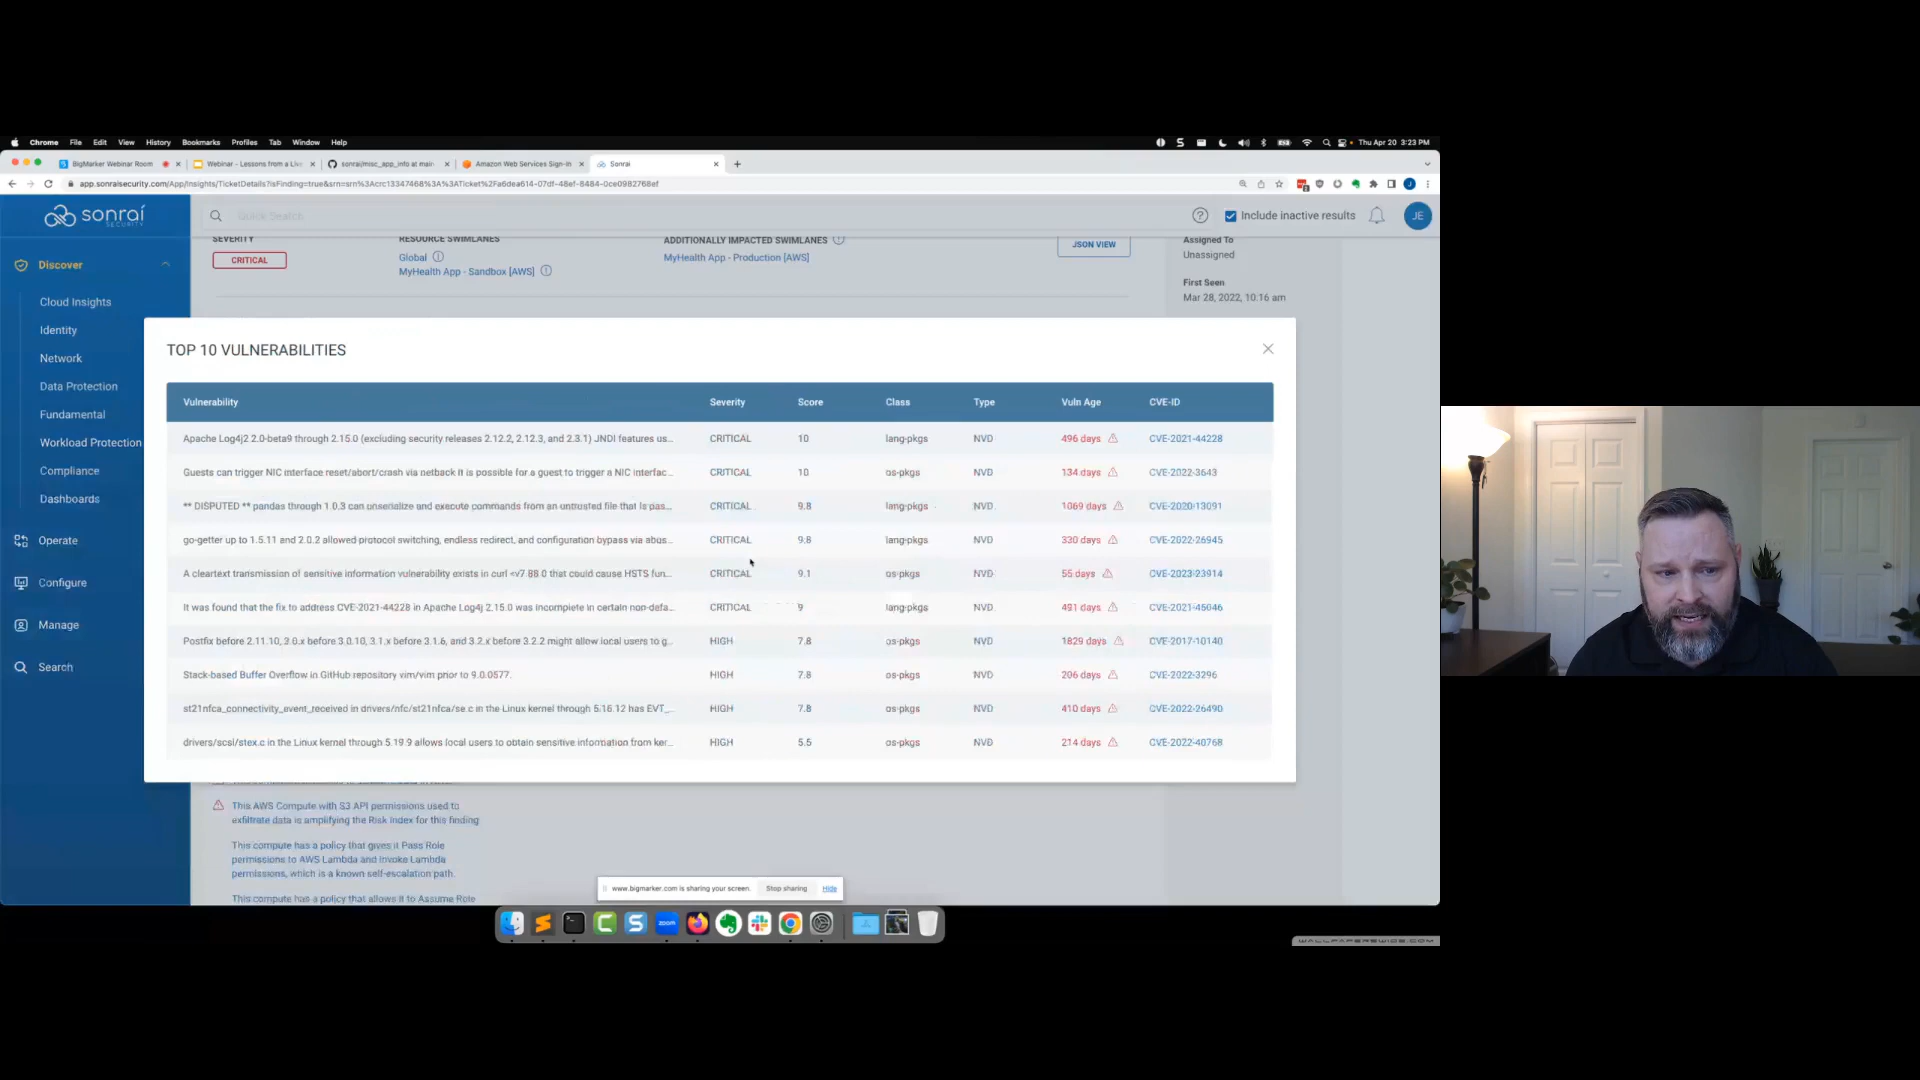 Chrome File Edit View History Bookmarks Profiles Tab Window Help
Thu Apr 20 3:23 PM
BigMarker Webinar Room
Webinar - Lessons from a Live
sonrai/misc_app_info at main
Amazon Web Services Sign-In
Sonrai
app.sonraisecurity.com/App/Insights/TicketDetails?isFinding=true&srn=srn%3Acrc13347468%3A%3ATicket%2Fa6dea614-07df-48ef-8484-0ce0982768ef
sonraí
SECURITY
Quick Search
Include inactive results
JE
SEVERITY
RESOURCE SWIMLANES
ADDITIONALLY IMPACTED SWIMLANES
JSON VIEW
Assigned To
Unassigned
CRITICAL
Global
MyHealth App - Sandbox [AWS]
MyHealth App - Production [AWS]
First Seen
Mar 28, 2022, 10:16 am
Discover
Cloud Insights
Identity
Network
Data Protection
Fundamental
Workload Protection
Compliance
Dashboards
Operate
Configure
Manage
Search
TOP 10 VULNERABILITIES
Vulnerability Severity Score Class Type Vuln Age CVE-ID
Apache Log4j2 2.0-beta9 through 2.15.0 (excluding security releases 2.12.2, 2.12.3, and 2.3.1) JNDI features us... CRITICAL 10 lang-pkgs NVD 496 days CVE-2021-44228
Guests can trigger NIC interface reset/abort/crash via netback It is possible for a guest to trigger a NIC interfac... CRITICAL 10 os-pkgs NVD 134 days CVE-2022-3643
** DISPUTED ** pandas through 1.0.3 can unserialize and execute commands from an untrusted file that is pas... CRITICAL 9.8 lang-pkgs NVD 1069 days CVE-2020-13091
go-getter up to 1.5.11 and 2.0.2 allowed protocol switching, endless redirect, and configuration bypass via abus... CRITICAL 9.8 lang-pkgs NVD 330 days CVE-2022-26945
A cleartext transmission of sensitive information vulnerability exists in curl <v7.88.0 that could cause HSTS fun... CRITICAL 9.1 os-pkgs NVD 55 days CVE-2023-23914
It was found that the fix to address CVE-2021-44228 in Apache Log4j 2.15.0 was incomplete in certain non-defa... CRITICAL 9 lang-pkgs NVD 491 days CVE-2021-45046
Postfix before 2.11.10, 3.0.x before 3.0.10, 3.1.x before 3.1.6, and 3.2.x before 3.2.2 might allow local users to g... HIGH 7.8 os-pkgs NVD 1829 days CVE-2017-10140
Stack-based Buffer Overflow in GitHub repository vim/vim prior to 9.0.0577. HIGH 7.8 os-pkgs NVD 206 days CVE-2022-3296
st21nfca_connectivity_event_received in drivers/nfc/st21nfca/se.c in the Linux kernel through 5.16.12 has EVT_... HIGH 7.8 os-pkgs NVD 410 days CVE-2022-26490
drivers/scsi/stex.c in the Linux kernel through 5.19.9 allows local users to obtain sensitive information from ker... HIGH 5.5 os-pkgs NVD 214 days CVE-2022-40768
This AWS Compute with S3 API permissions used to
exfiltrate data is amplifying the Risk Index for this finding
This compute has a policy that gives it Pass Role
permissions to AWS Lambda and Invoke Lambda
permissions, which is a known self-escalation path.
This compute has a policy that allows it to Assume Role
www.bigmarker.com is sharing your screen. Stop sharing Hide
zoom
WALLPAPERSWIDE.COM